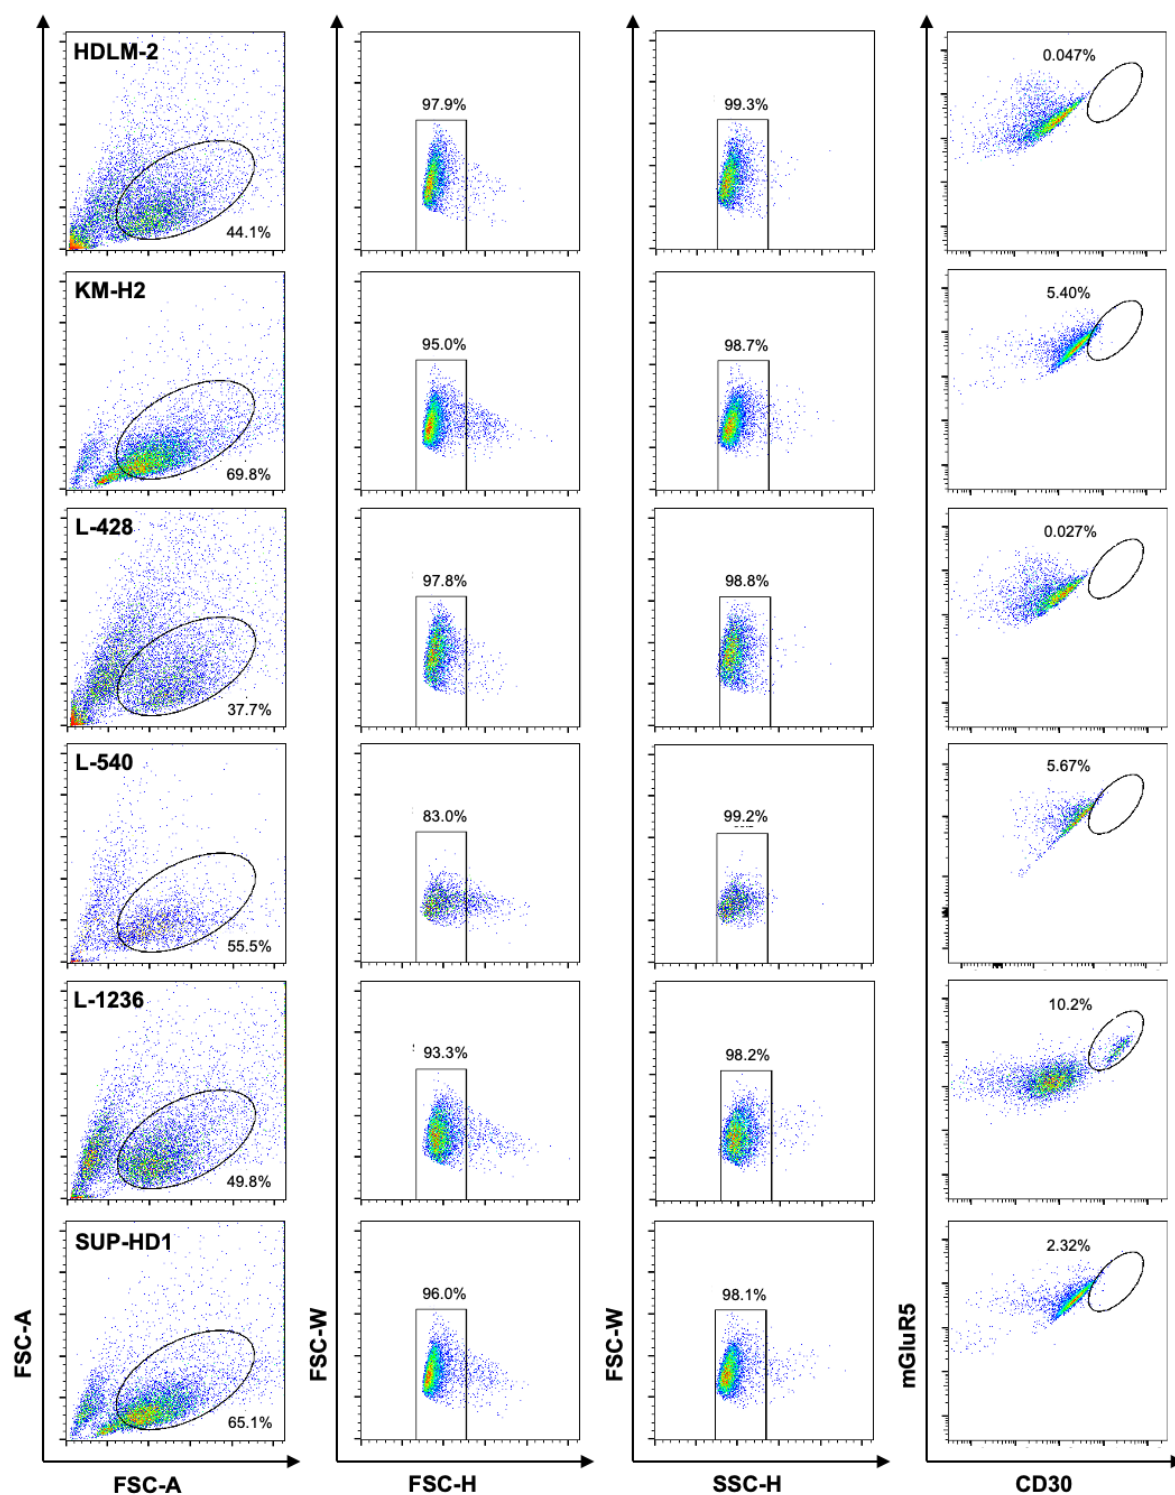 HDLM-2
44.1%
97.9%
99.3%
0.047%
KM-H2
69.8%
95.0%
98.7%
5.40%
L-428
37.7%
97.8%
98.8%
0.027%
L-540
55.5%
83.0%
99.2%
5.67%
L-1236
49.8%
93.3%
98.2%
10.2%
SUP-HD1
65.1%
96.0%
98.1%
2.32%
FSC-A
FSC-W
FSC-W
mGluR5
FSC-A
FSC-H
SSC-H
CD30